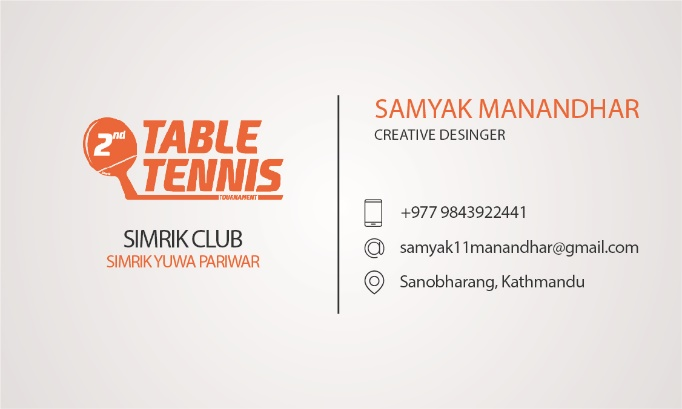 2nd
TABLE
TENNIS
TOURNAMENT
SIMRIK CLUB
SIMRIK YUWA PARIWAR
SAMYAK MANANDHAR
CREATIVE DESINGER
+977 9843922441
samyak11manandhar@gmail.com
Sanobharang, Kathmandu